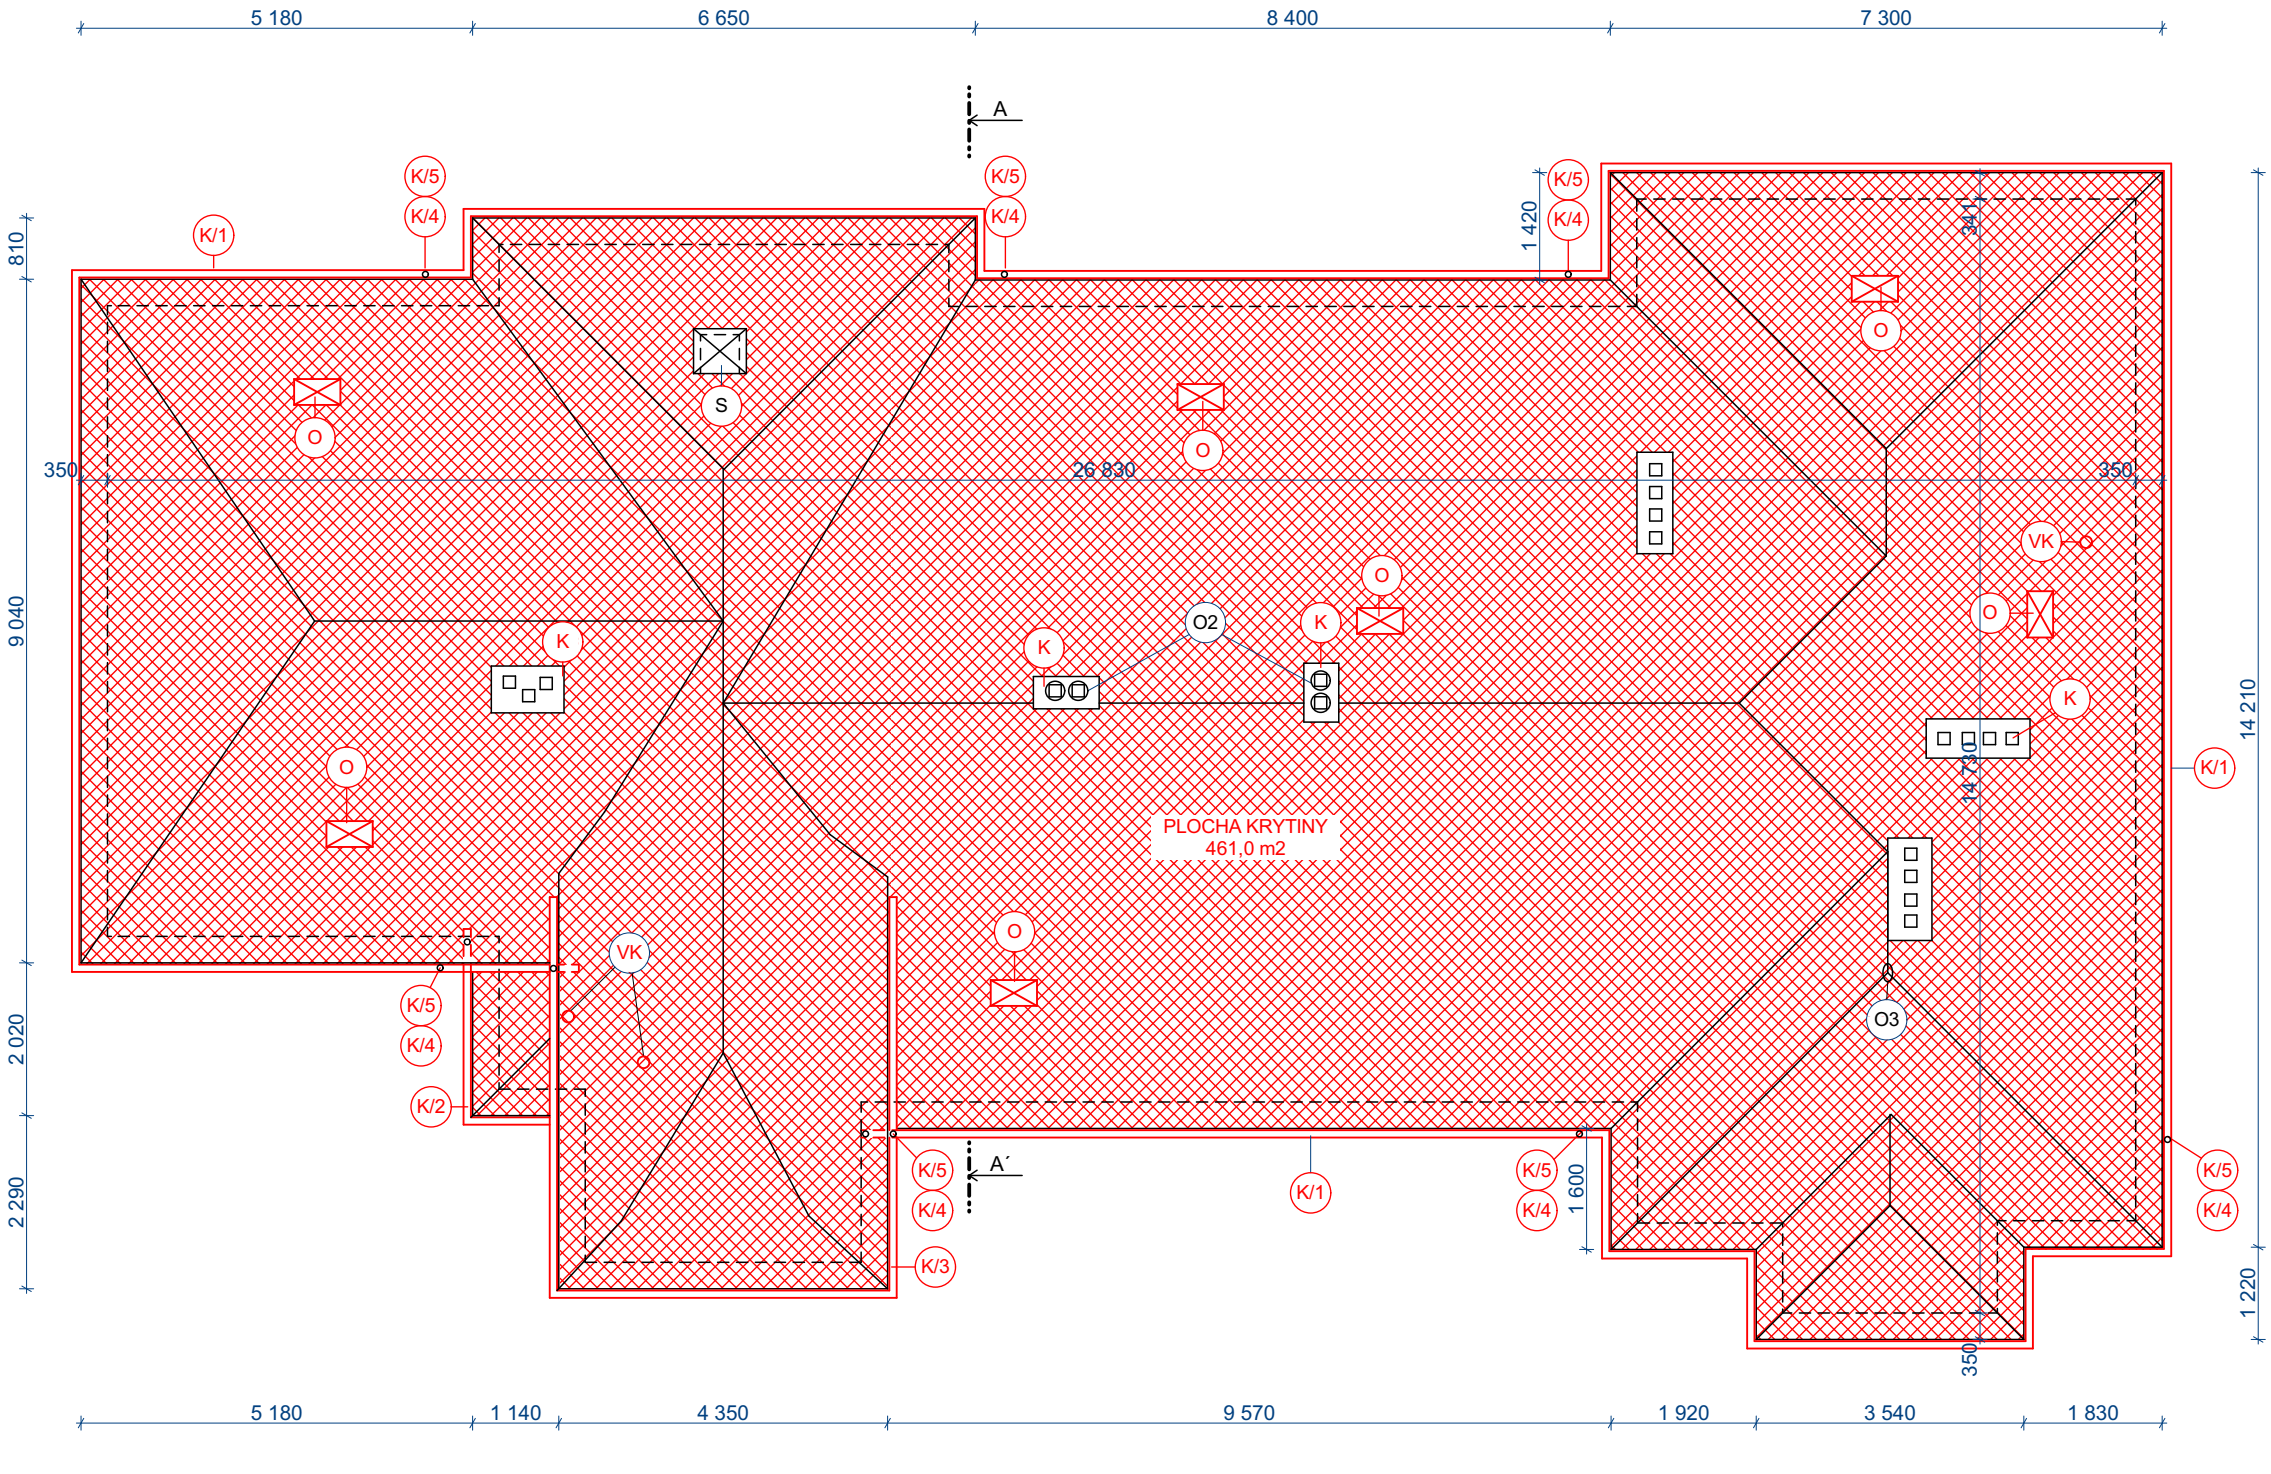 5 180
6 650
8 400
7 300
A
K/5
K/5
K/5
K/4
K/4
K/4
K/1
810
1 420
341
O
S
O
O
350
26 830
350
VK
O
O
K
K
K
O2
9 040
K
14 210
O
K/1
14 730
PLOCHA KRYTINY
461,0 m2
O
VK
K/5
K/4
O3
2 020
K/2
A´
K/5
K/4
K/5
K/4
K/5
K/4
K/1
1 600
2 290
K/3
1 220
350
5 180
1 140
4 350
9 570
1 920
3 540
1 830